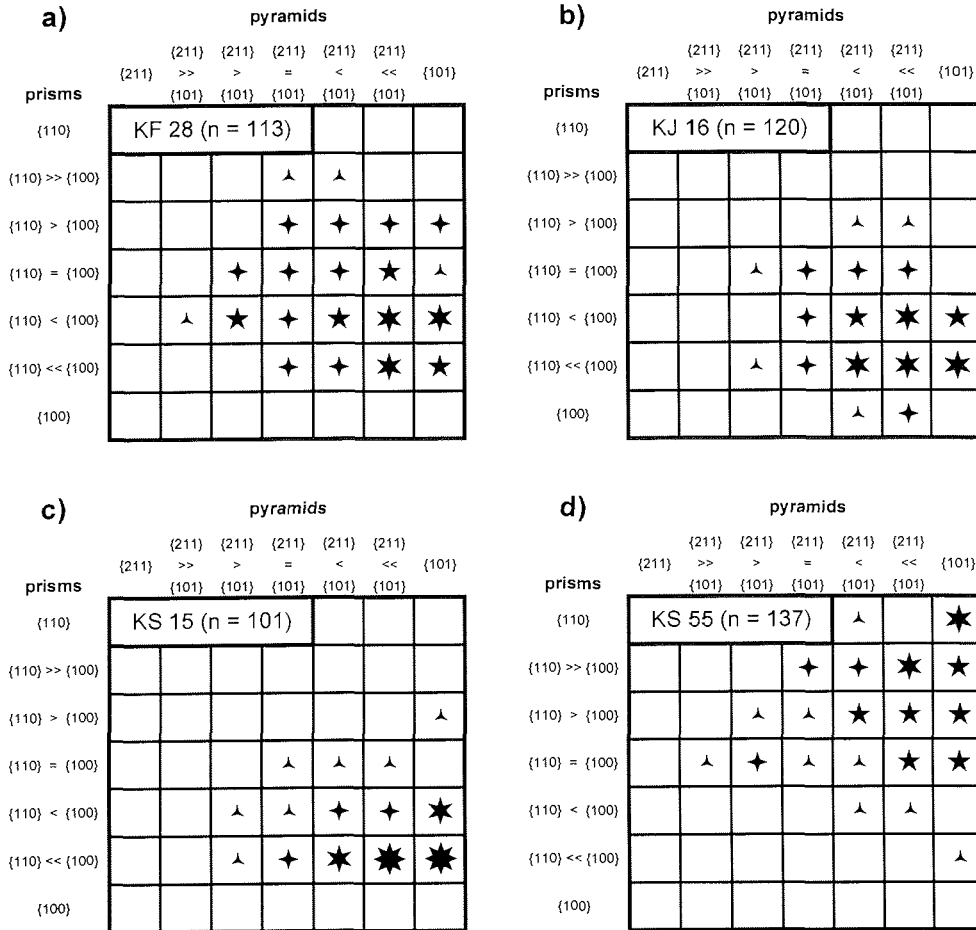 a)
pyramids
{211} {211} {211} {211} {211}
{211} >> > = < << {101}
prisms {101} {101} {101} {101} {101}
{110} KF 28 (n = 113)
{110} >> {100}
{110} > {100}
{110} = {100}
{110} < {100}
{110} << {100}
{100}
b)
pyramids
{211} {211} {211} {211} {211}
{211} >> > = < << {101}
prisms {101} {101} {101} {101} {101}
{110} KJ 16 (n = 120)
{110} >> {100}
{110} > {100}
{110} = {100}
{110} < {100}
{110} << {100}
{100}
c)
pyramids
{211} {211} {211} {211} {211}
{211} >> > = < << {101}
prisms {101} {101} {101} {101} {101}
{110} KS 15 (n = 101)
{110} >> {100}
{110} > {100}
{110} = {100}
{110} < {100}
{110} << {100}
{100}
d)
pyramids
{211} {211} {211} {211} {211}
{211} >> > = < << {101}
prisms {101} {101} {101} {101} {101}
{110} KS 55 (n = 137)
{110} >> {100}
{110} > {100}
{110} = {100}
{110} < {100}
{110} << {100}
{100}